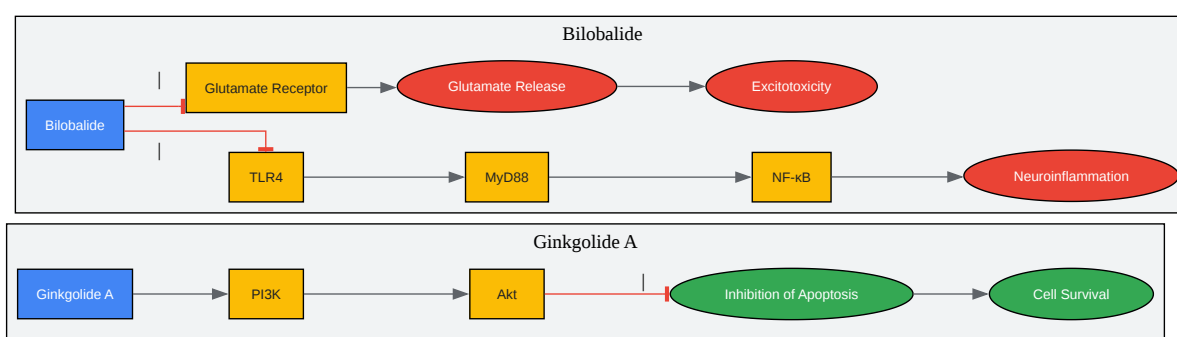 Bilobalide
|
Glutamate Receptor
Glutamate Release
Excitotoxicity
Bilobalide
|
TLR4
MyD88
NF-κB
Neuroinflammation
Ginkgolide A
|
Ginkgolide A
PI3K
Akt
Inhibition of Apoptosis
Cell Survival